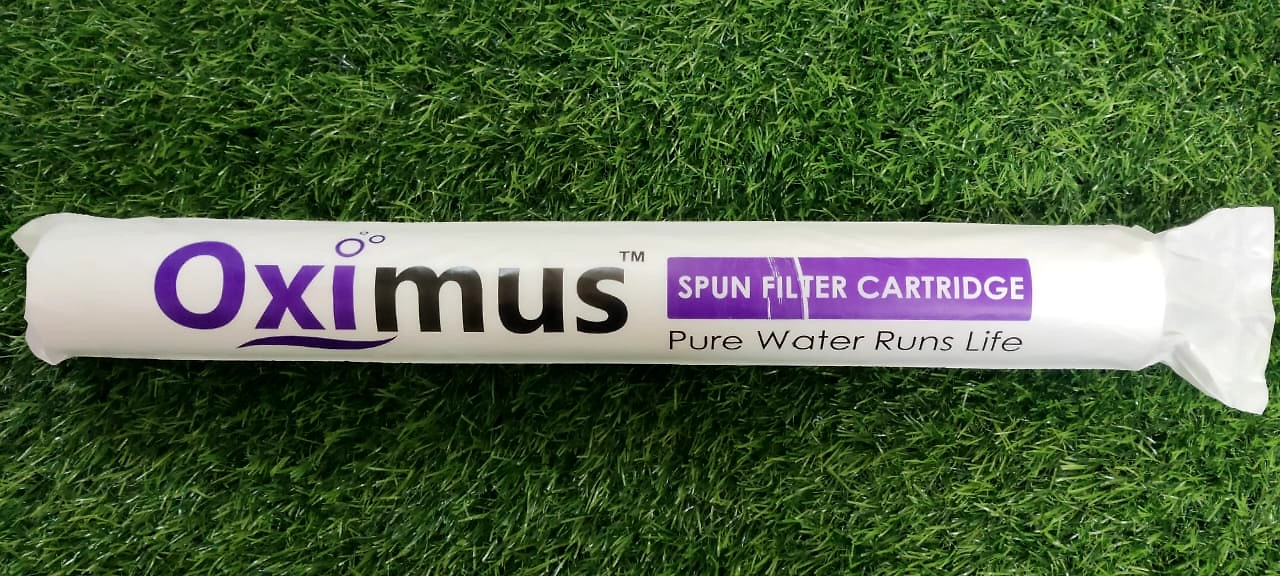 Oximus™
SPUN FILTER CARTRIDGE
Pure Water Runs Life